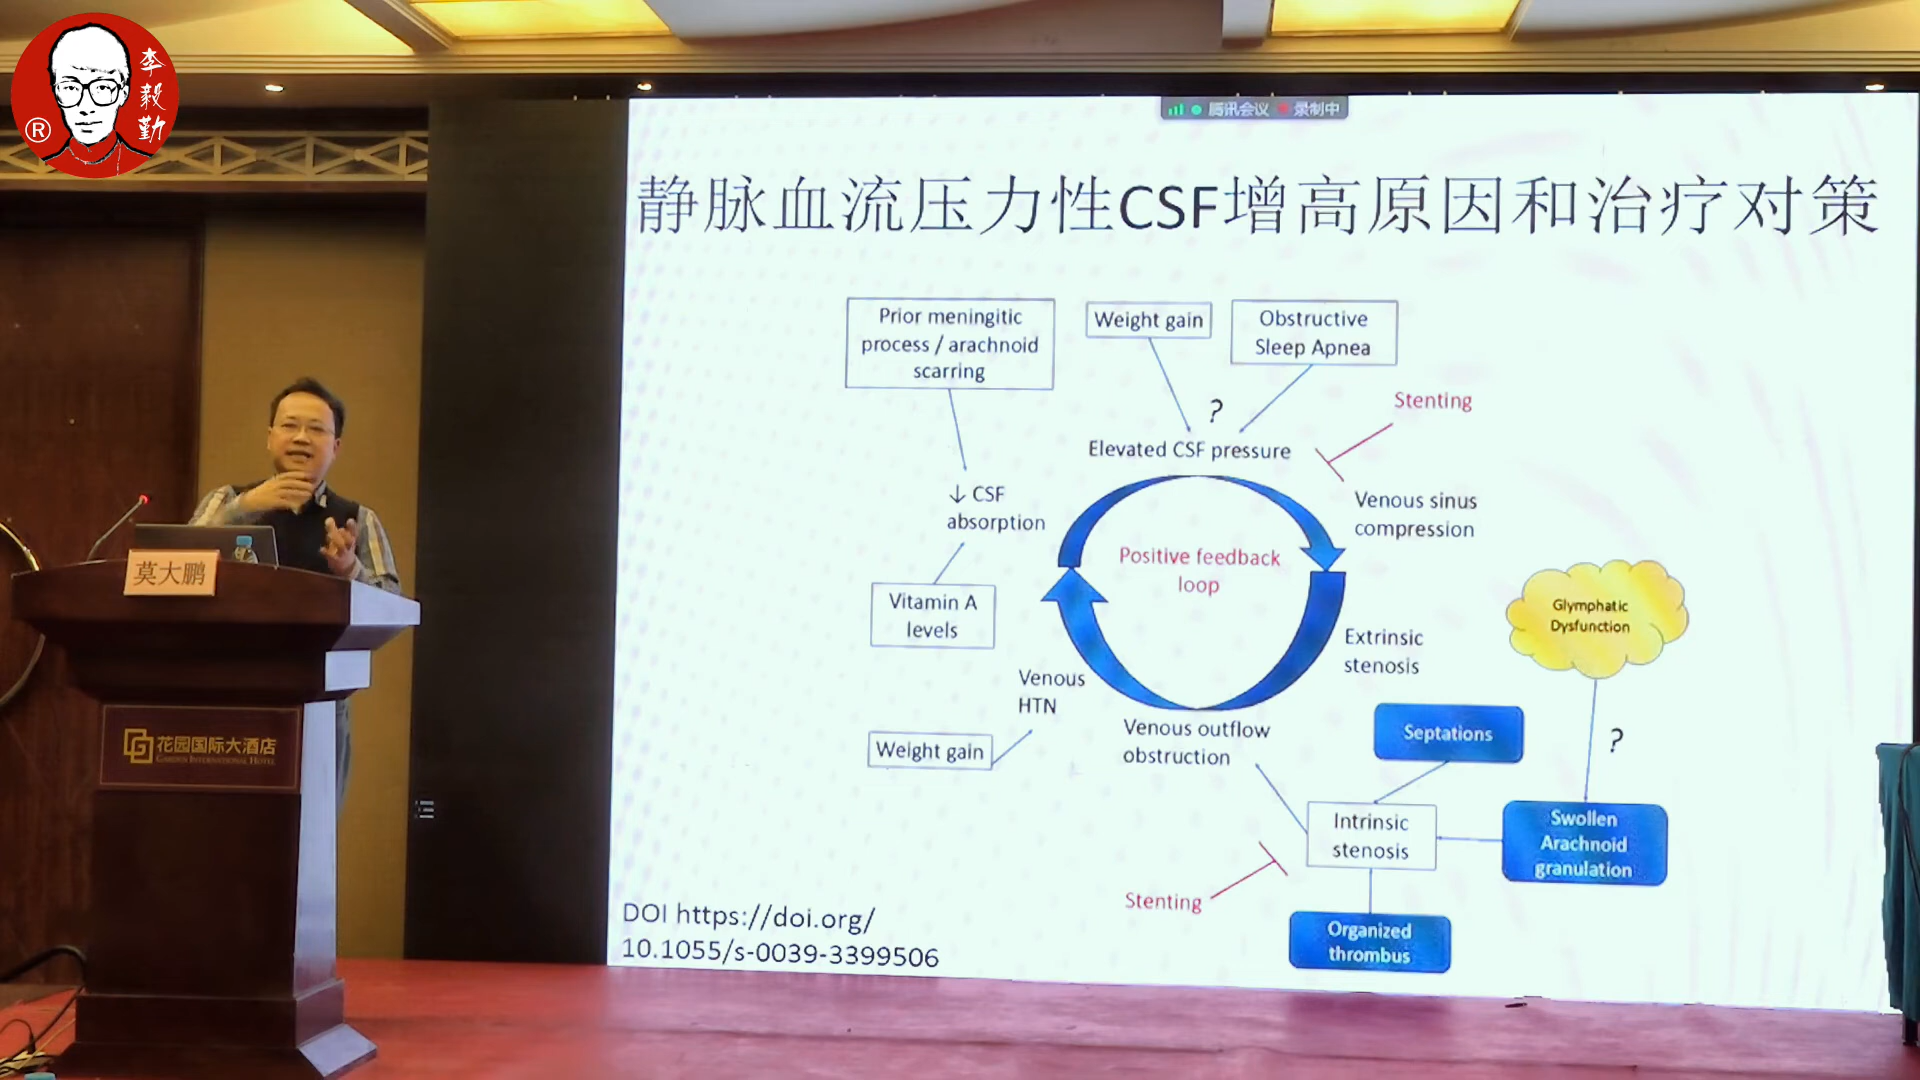 李毅勤
®
腾讯会议 录制中
静脉血流压力性CSF增高原因和治疗对策
Prior meningitic
process / arachnoid
scarring
Weight gain
Obstructive
Sleep Apnea
?
Stenting
Elevated CSF pressure
↓ CSF
absorption
Venous sinus
compression
Positive feedback
loop
Vitamin A
levels
Glymphatic
Dysfunction
Extrinsic
stenosis
Venous
HTN
Weight gain
Venous outflow
obstruction
Septations
?
Intrinsic
stenosis
Swollen
Arachnoid
granulation
Stenting
Organized
thrombus
DOI https://doi.org/
10.1055/s-0039-3399506
莫大鹏
花园国际大酒店
GARDEN INTERNATIONAL HOTEL